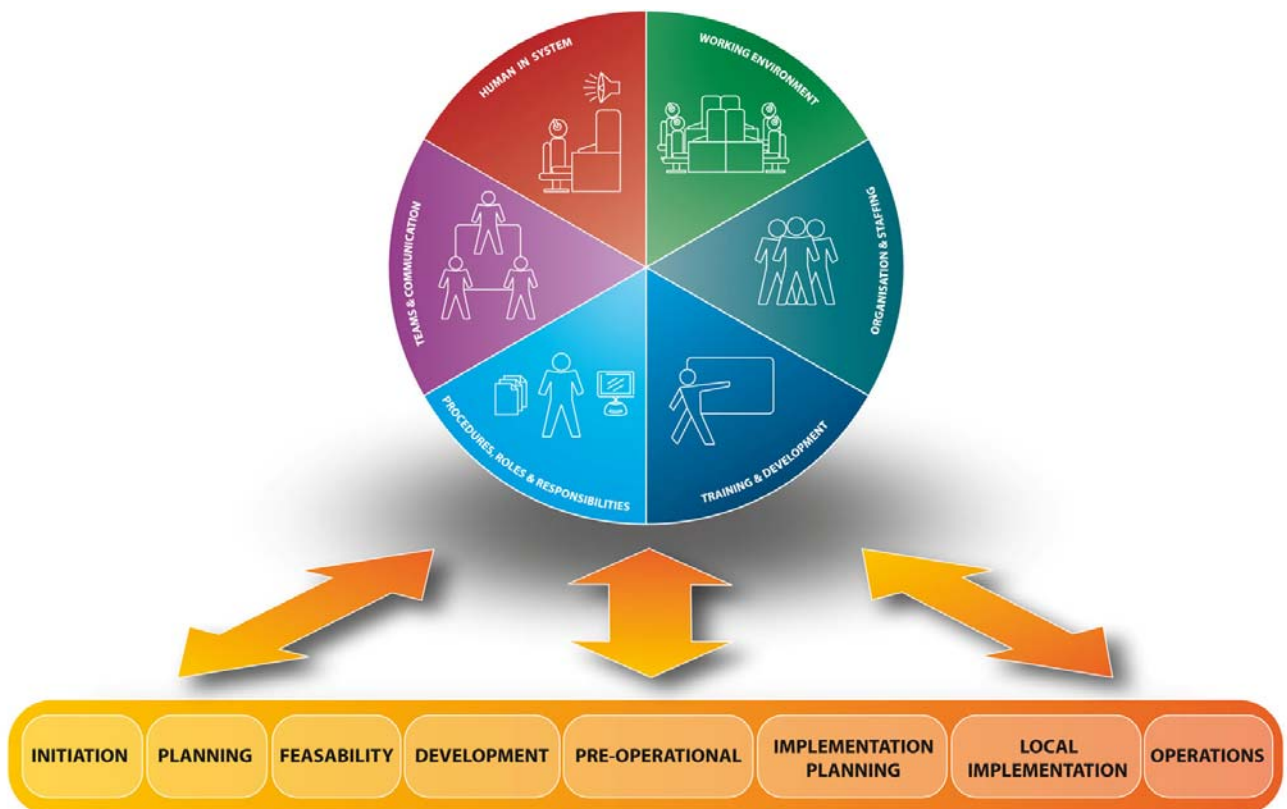 HUMAN IN SYSTEM
WORKING ENVIRONMENT
TEAMS & COMMUNICATION
ORGANISATION & STAFFING
PROCEDURES, ROLES & RESPONSIBILITIES
TRAINING & DEVELOPMENT
INITIATION
PLANNING
FEASABILITY
DEVELOPMENT
PRE-OPERATIONAL
IMPLEMENTATION
PLANNING
LOCAL
IMPLEMENTATION
OPERATIONS